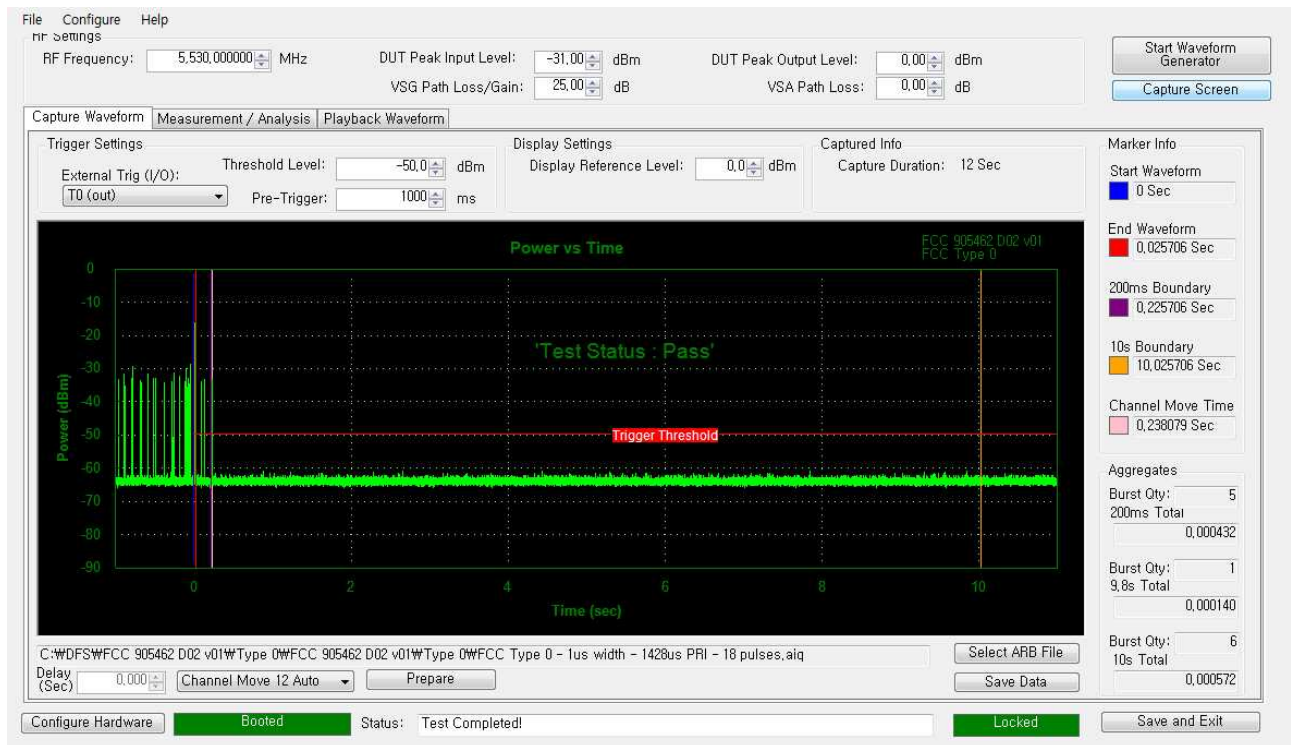 File Configure Help
RF Settings
RF Frequency: 5,530,000000 MHz
DUT Peak Input Level: -31,00 dBm
DUT Peak Output Level: 0,00 dBm
VSG Path Loss/Gain: 25,00 dB
VSA Path Loss: 0,00 dB
Start Waveform
Generator
Capture Screen
Capture Waveform Measurement / Analysis Playback Waveform
Trigger Settings
External Trig (I/O):
T0 (out)
Threshold Level: -50,0 dBm
Pre-Trigger: 1000 ms
Display Settings
Display Reference Level: 0,0 dBm
Captured Info
Capture Duration: 12 Sec
Power vs Time
FCC 905462 D02 v01
FCC Type 0
'Test Status : Pass'
Trigger Threshold
Power (dBm)
0
-10
-20
-30
-40
-50
-60
-70
-80
-90
0 2 4 6 8 10
Time (sec)
Marker Info
Start Waveform
0 Sec
End Waveform
0,025706 Sec
200ms Boundary
0,225706 Sec
10s Boundary
10,025706 Sec
Channel Move Time
0,238079 Sec
Aggregates
Burst Qty: 5
200ms Total
0,000432
Burst Qty: 1
9,8s Total
0,000140
Burst Qty: 6
10s Total
0,000572
C:₩DFS₩FCC 905462 D02 v01₩Type 0₩FCC 905462 D02 v01₩Type 0₩FCC Type 0 - 1us width - 1428us PRI - 18 pulses,aiq
Select ARB File
Delay
(Sec) 0,000 Channel Move 12 Auto Prepare
Save Data
Configure Hardware Booted Status: Test Completed! Locked Save and Exit